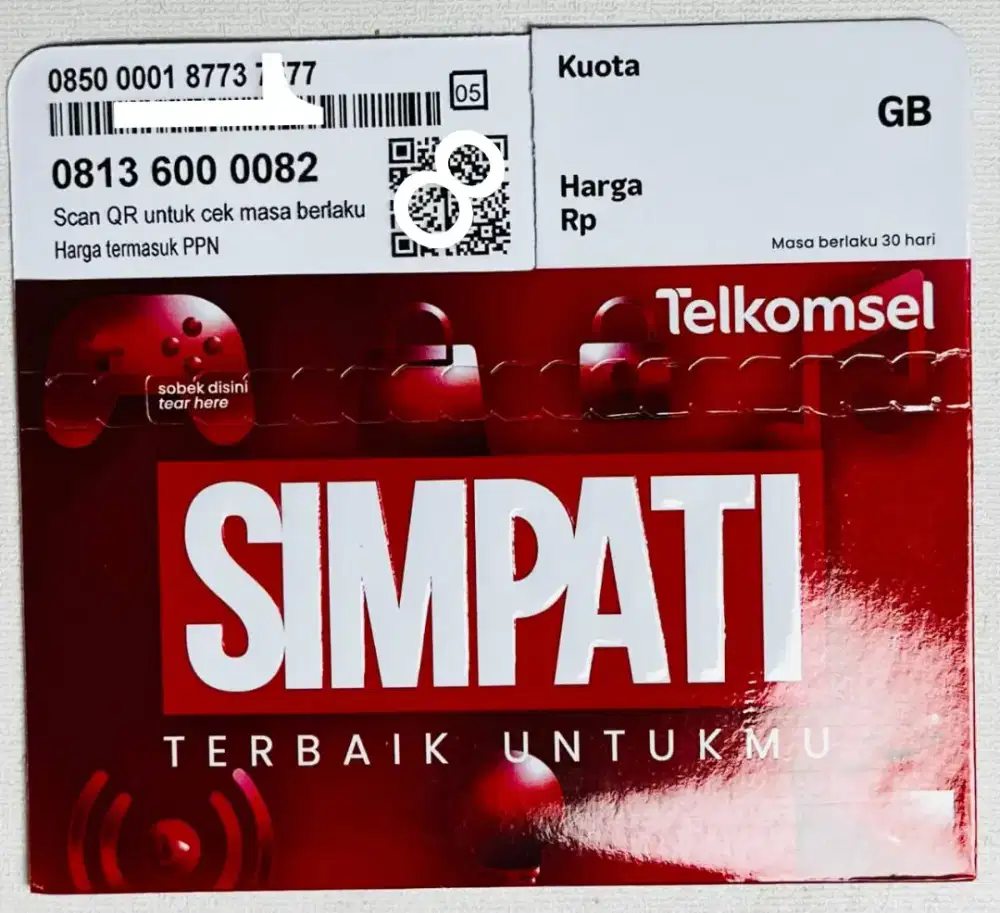 0850 0001 8773
05
0813 600 0082
Scan QR untuk cek masa berlaku
Harga termasuk PPN
Kuota
GB
Harga
Rp
Masa berlaku 30 hari
Telkomsel
sobek disini
tear here
SIMPATI
TERBAIK UNTUKMU